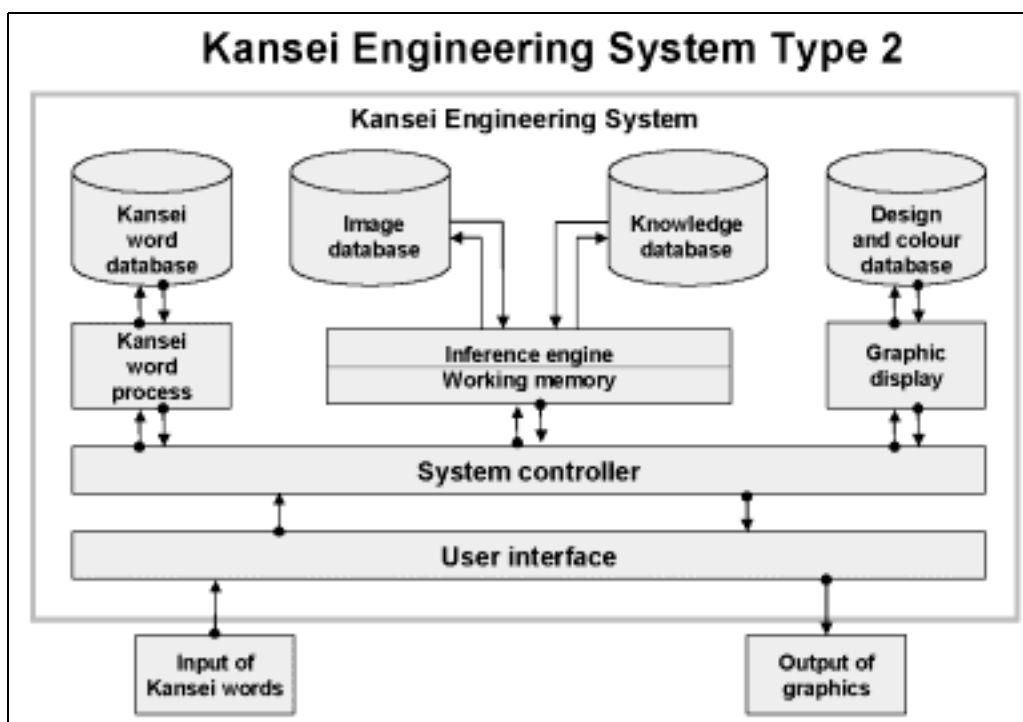 Kansei Engineering System Type 2
Kansei Engineering System
Kansei
word
database
Image
database
Knowledge
database
Design
and colour
database
Kansei
word
process
Inference engine
Working memory
Graphic
display
System controller
User interface
Input of
Kansei words
Output of
graphics